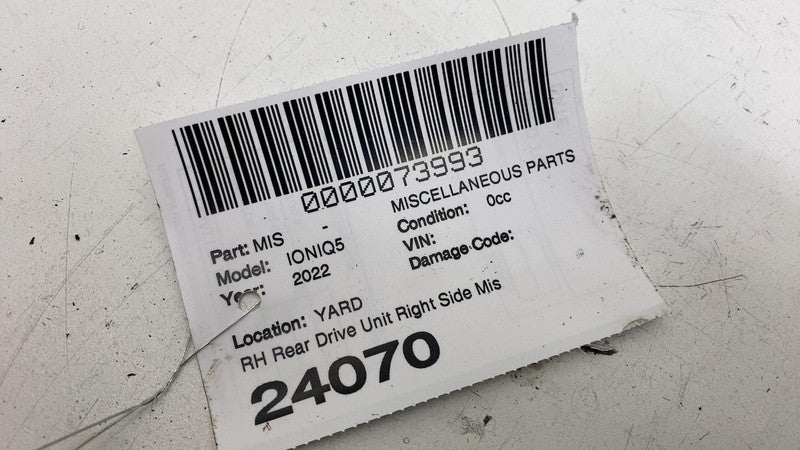 0000073993
Part: MIS - MISCELLANEOUS PARTS
Model: IONIQ5 Condition: 0cc
Year: 2022 VIN:
Damage Code:
Location: YARD
RH Rear Drive Unit Right Side Mis
24070